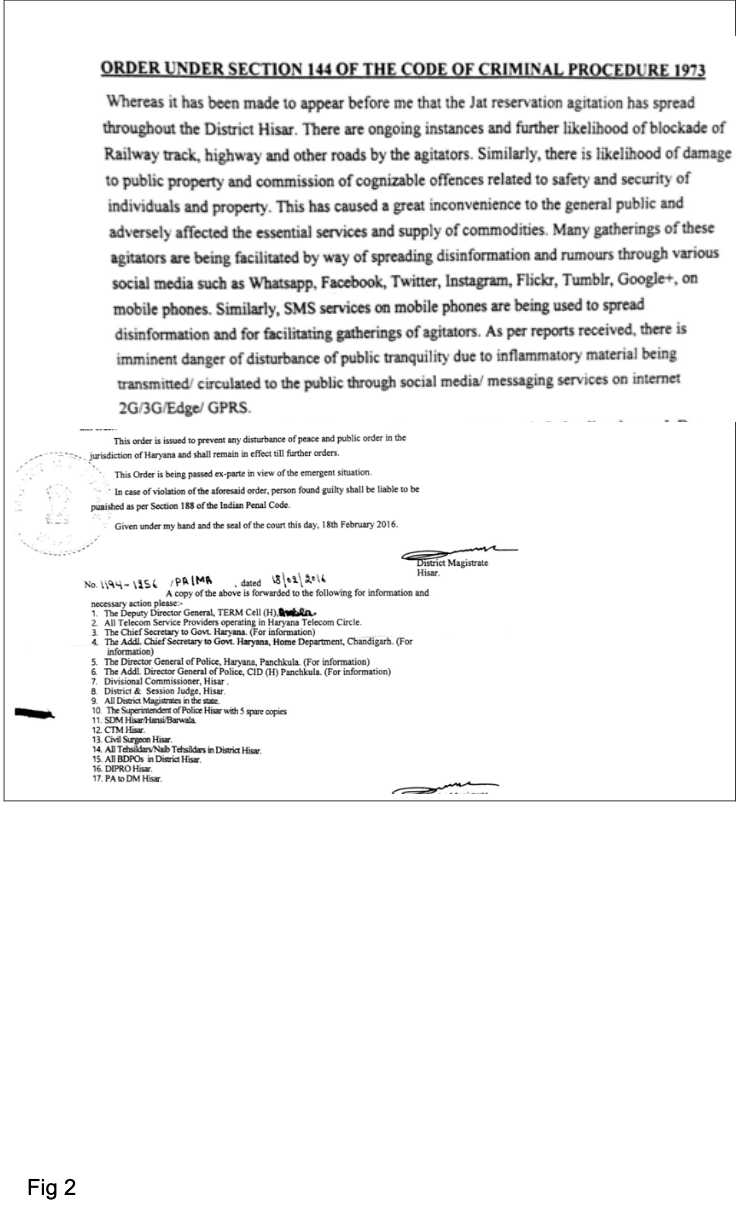 ORDER UNDER SECTION 144 OF THE CODE OF CRIMINAL PROCEDURE 1973
Whereas it has been made to appear before me that the Jat reservation agitation has spread
throughout the District Hisar. There are ongoing instances and further likelihood of blockade of
Railway track, highway and other roads by the agitators. Similarly, there is likelihood of damage
to public property and commission of cognizable offences related to safety and security of
individuals and property. This has caused a great inconvenience to the general public and
adversely affected the essential services and supply of commodities. Many gatherings of these
agitators are being facilitated by way of spreading disinformation and rumours through various
social media such as Whatsapp, Facebook, Twitter, Instagram, Flickr, Tumblr, Google+, on
mobile phones. Similarly, SMS services on mobile phones are being used to spread
disinformation and for facilitating gatherings of agitators. As per reports received, there is
imminent danger of disturbance of public tranquility due to inflammatory material being
transmitted/ circulated to the public through social media/ messaging services on internet
2G/3G/Edge/ GPRS.
This order is issued to prevent any disturbance of peace and public order in the
jurisdiction of Haryana and shall remain in effect till further orders.
This Order is being passed ex-parte in view of the emergent situation.
In case of violation of the aforesaid order, person found guilty shall be liable to be
punished as per Section 188 of the Indian Penal Code.
Given under my hand and the seal of the court this day, 18th February 2016.
District Magistrate
Hisar.
No. 1194-1256 /PA/MA , dated 18/02/2016
A copy of the above is forwarded to the following for information and
necessary action please:-
1. The Deputy Director General, TERM Cell (H),
2. All Telecom Service Providers operating in Haryana Telecom Circle.
3. The Chief Secretary to Govt. Haryana. (For information)
4. The Addl. Chief Secretary to Govt. Haryana, Home Department, Chandigarh. (For
information)
5. The Director General of Police, Haryana, Panchkula. (For information)
6. The Addl. Director General of Police, CID (H) Panchkula. (For information)
7. Divisional Commissioner, Hisar .
8. District & Session Judge, Hisar.
9. All District Magistrates in the state.
10. The Superintendent of Police Hisar with 5 spare copies
11. SDM Hisar/Hansi/Barwala.
12. CTM Hisar.
13. Civil Surgeon Hisar.
14. All Tehsildars/Naib Tehsildars in District Hisar.
15. All BDPOs in District Hisar.
16. DIPRO Hisar.
17. PA to DM Hisar.
Fig 2